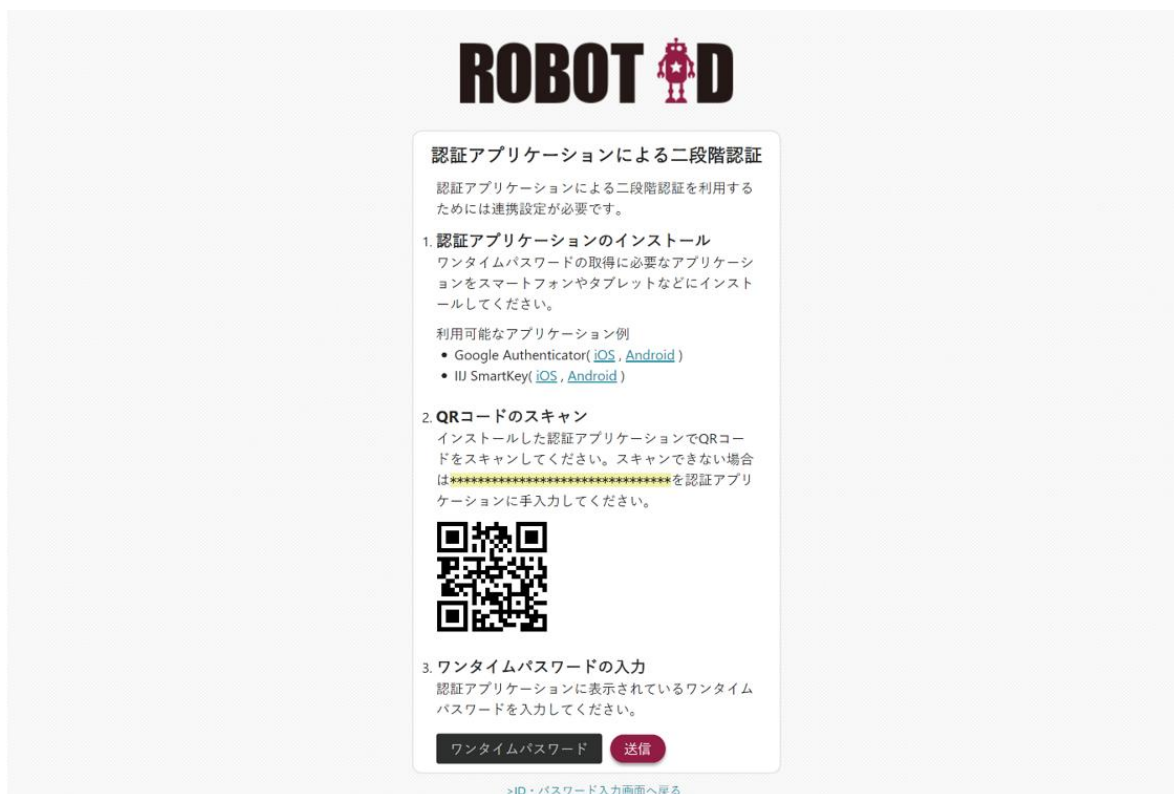 ROBOT ID
認証アプリケーションによる二段階認証
認証アプリケーションによる二段階認証を利用する
ためには連携設定が必要です。
1. 認証アプリケーションのインストール
ワンタイムパスワードの取得に必要なアプリケーシ
ョンをスマートフォンやタブレットなどにインスト
ールしてください。
利用可能なアプリケーション例
• Google Authenticator( iOS , Android )
• IIJ SmartKey( iOS , Android )
2. QRコードのスキャン
インストールした認証アプリケーションでQRコー
ドをスキャンしてください。スキャンできない場合
は********************************を認証アプリ
ケーションに手入力してください。
3. ワンタイムパスワードの入力
認証アプリケーションに表示されているワンタイム
パスワードを入力してください。
ワンタイムパスワード 送信
>ID・パスワード入力画面へ戻る